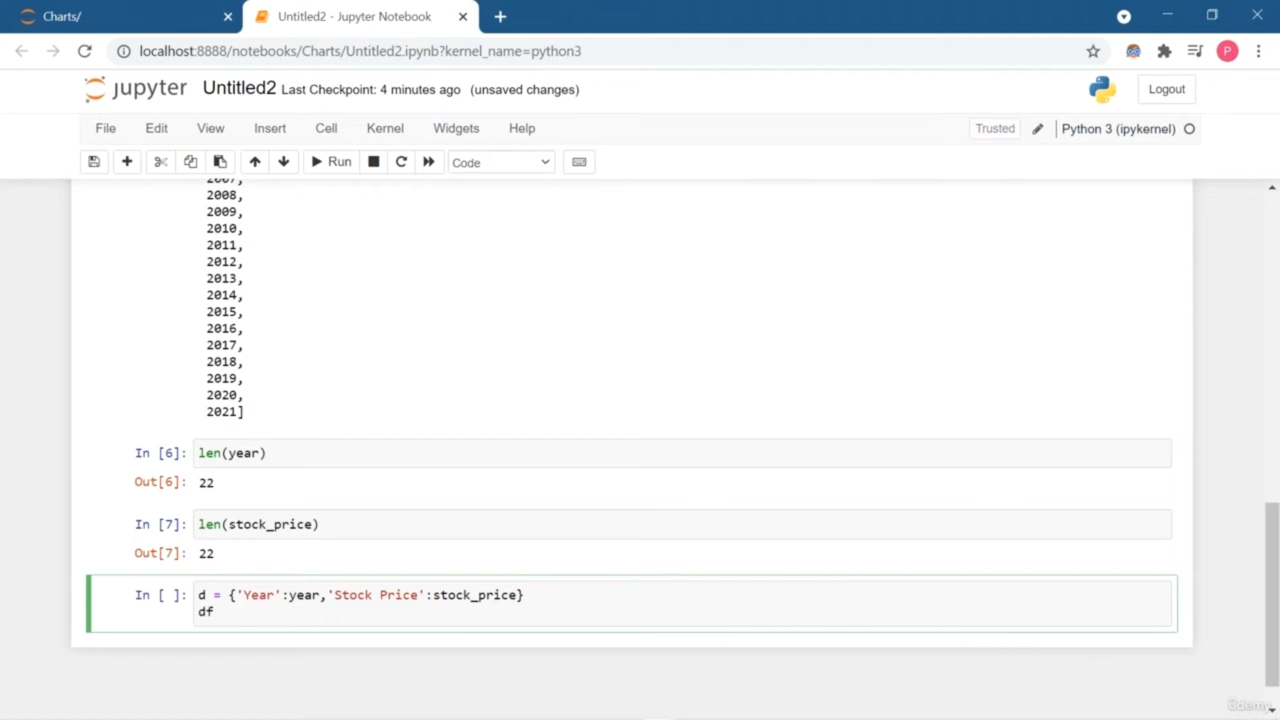 Charts/
Untitled2 - Jupyter Notebook
localhost:8888/notebooks/Charts/Untitled2.ipynb?kernel_name=python3
P
jupyter Untitled2 Last Checkpoint: 4 minutes ago (unsaved changes)
Logout
File Edit View Insert Cell Kernel Widgets Help
Trusted Python 3 (ipykernel)
Run Code
2007,
2008,
2009,
2010,
2011,
2012,
2013,
2014,
2015,
2016,
2017,
2018,
2019,
2020,
2021]
In [6]: len(year)
Out[6]: 22
In [7]: len(stock_price)
Out[7]: 22
In [ ]: d = {'Year':year,'Stock Price':stock_price}
df
Udemy